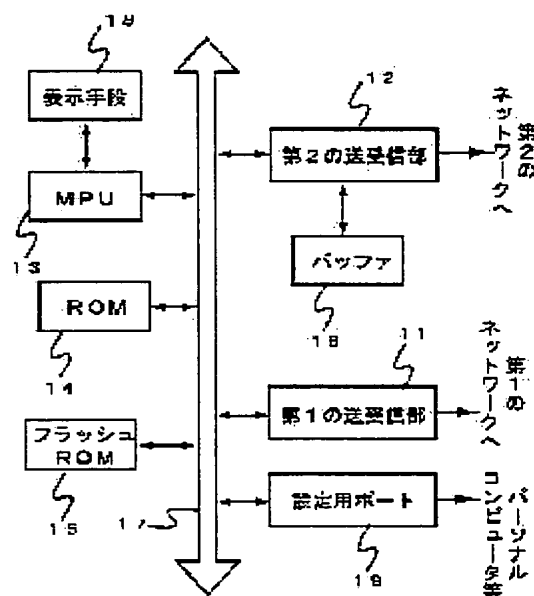 表示手段
MPU
13
ROM
14
フラッシュ
ROM
15
17
12
第2の送受信部
第2の
ネットワークへ
バッファ
11
第1の送受信部
第1の
ネットワークへ
設定用ポート
パーソナル
コンピュータ等